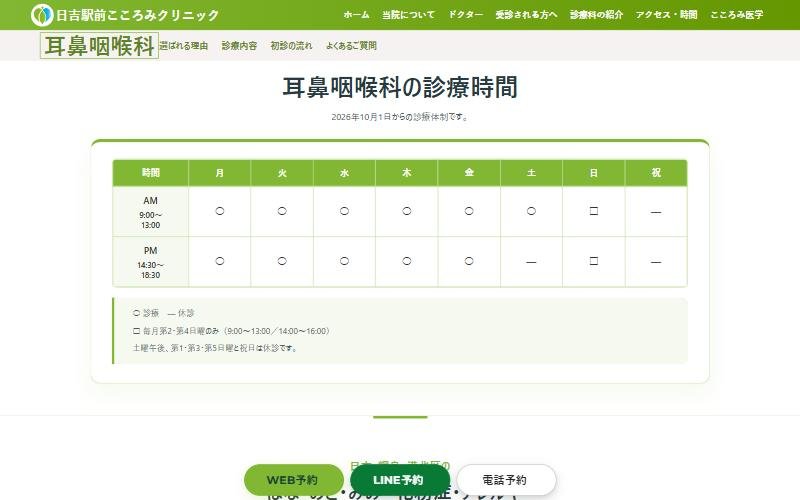 日吉駅前こころみクリニック
ホーム 当院について ドクター 受診される方へ 診療科の紹介 アクセス・時間 こころみ医学
耳鼻咽喉科 選ばれる理由 診療内容 初診の流れ よくあるご質問
耳鼻咽喉科の診療時間
2026年10月1日からの診療体制です。
時間 月 火 水 木 金 土 日 祝
AM
9:00〜
13:00
○ ○ ○ ○ ○ ○ □ —
PM
14:30〜
18:30
○ ○ ○ ○ ○ — □ —
○ 診療 — 休診
□ 毎月第2・第4日曜のみ（9:00〜13:00／14:00〜16:00）
土曜午後、第1・第3・第5日曜と祝日は休診です。
WEB予約 LINE予約 電話予約